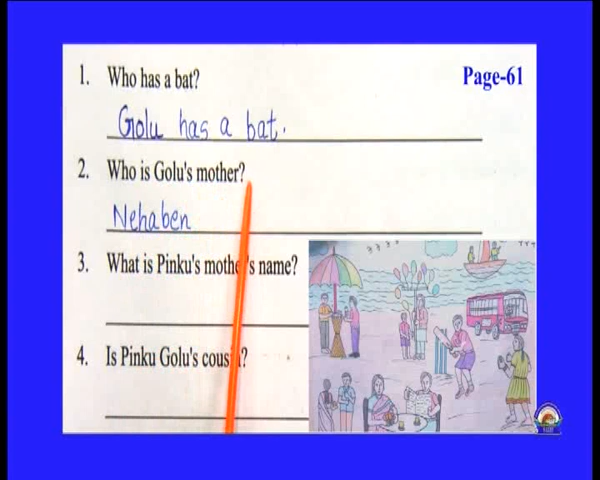 1. Who has a bat? Page-61
Golu has a bat.
2. Who is Golu's mother?
Nehaben
3. What is Pinku's mother's name?
4. Is Pinku Golu's cousin?